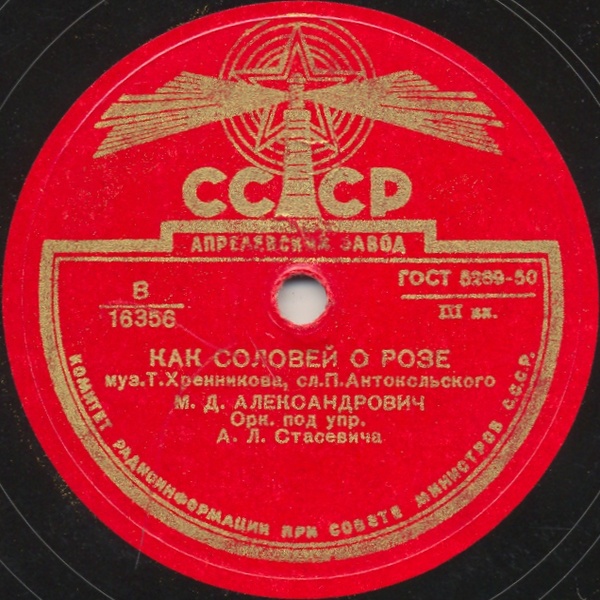 СССР
АПРЕЛЕВСКИЙ ЗАВОД
В
16356
ГОСТ 5289-50
III кл.
КАК СОЛОВЕЙ О РОЗЕ
муз.Т.Хренникова, сл.П.Антокольского
М. Д. АЛЕКСАНДРОВИЧ
Орк. под упр.
А. Л. Стасевича
КОМИТЕТ РАДИОИНФОРМАЦИИ ПРИ СОВЕТЕ МИНИСТРОВ С.С.С.Р.